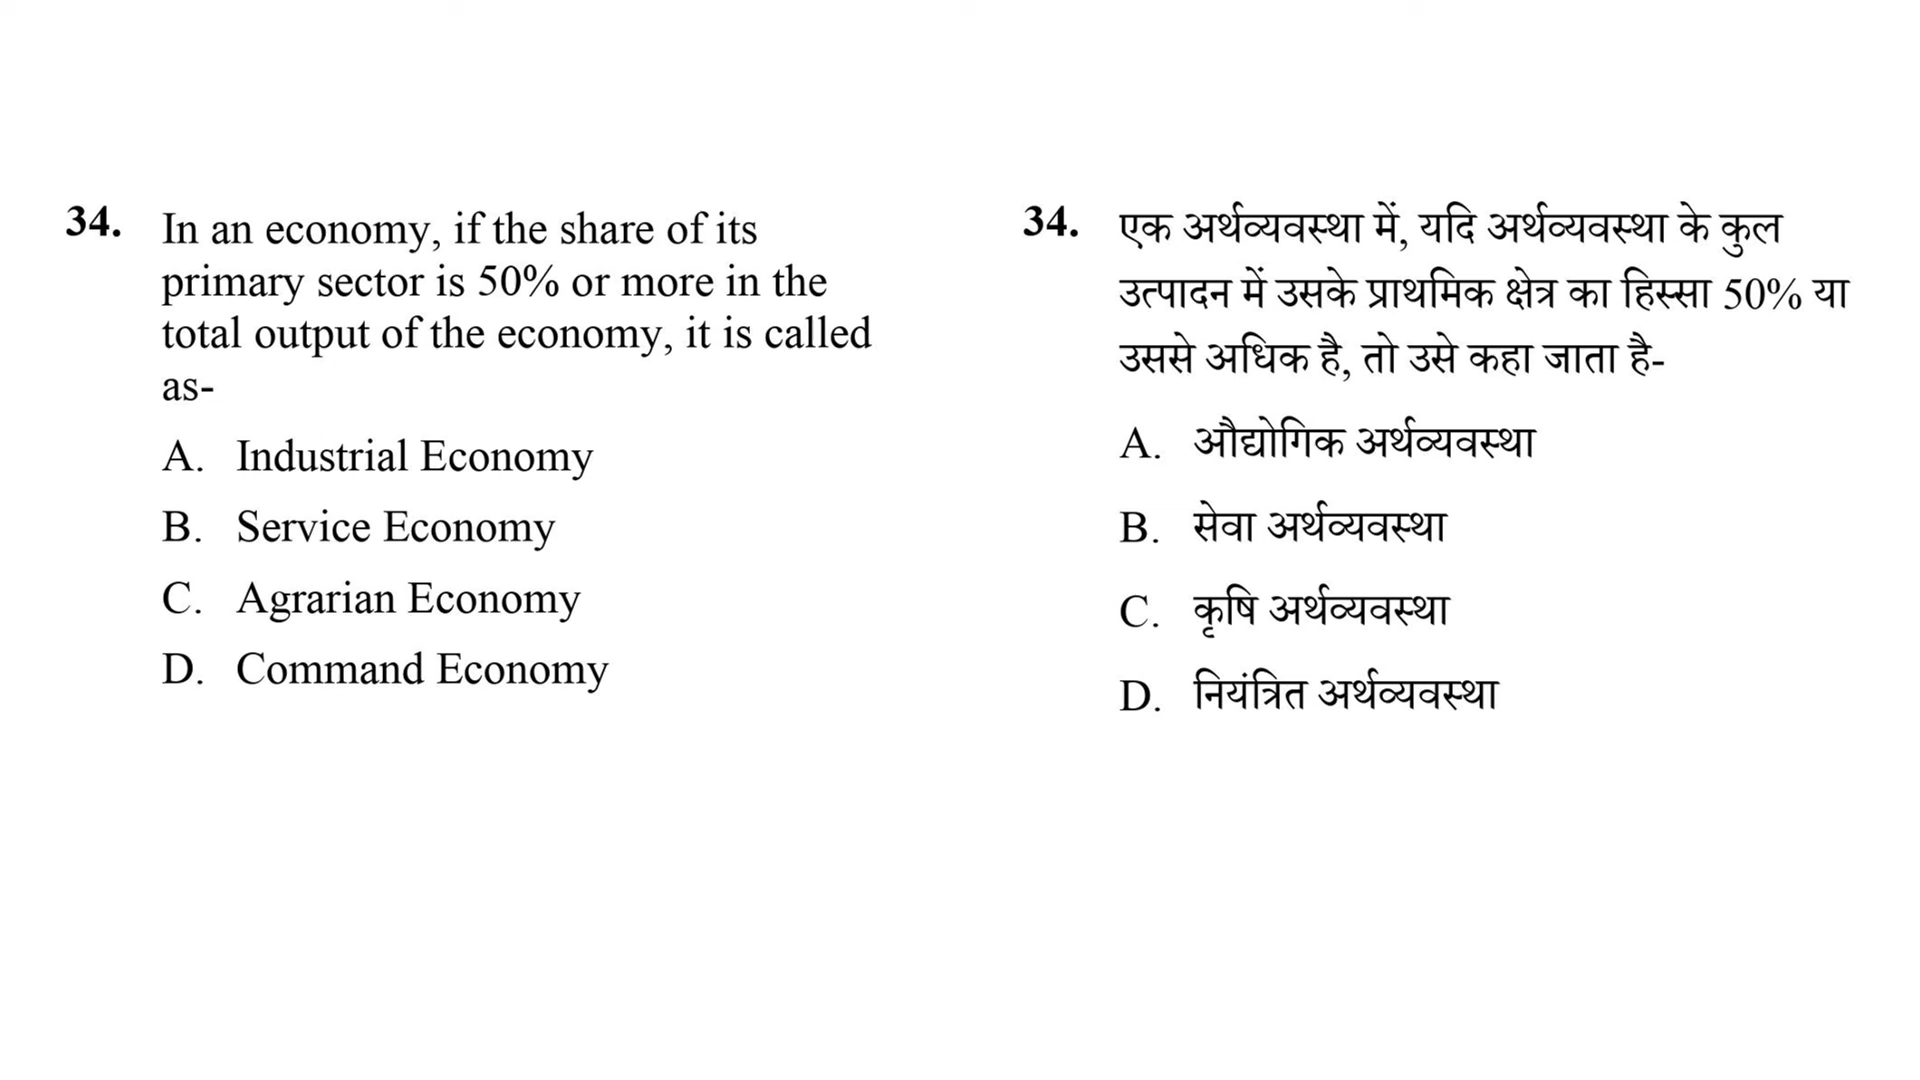 34. In an economy, if the share of its
primary sector is 50% or more in the
total output of the economy, it is called
as-
A. Industrial Economy
B. Service Economy
C. Agrarian Economy
D. Command Economy
34. एक अर्थव्यवस्था में, यदि अर्थव्यवस्था के कुल
उत्पादन में उसके प्राथमिक क्षेत्र का हिस्सा 50% या
उससे अधिक है, तो उसे कहा जाता है-
A. औद्योगिक अर्थव्यवस्था
B. सेवा अर्थव्यवस्था
C. कृषि अर्थव्यवस्था
D. नियंत्रित अर्थव्यवस्था